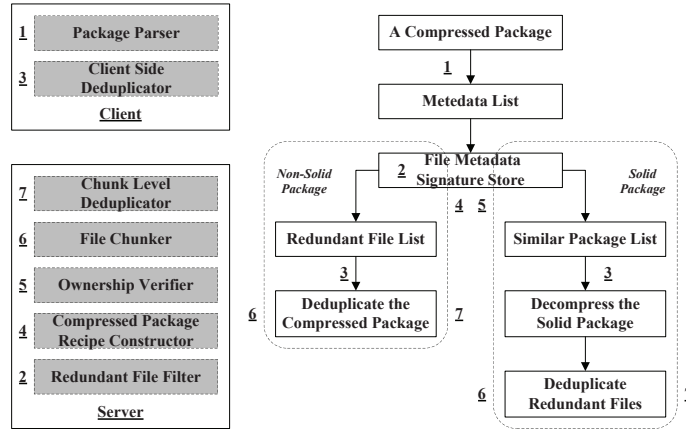 1 Package Parser
3 Client Side
Deduplicator
Client
7 Chunk Level
Deduplicator
6 File Chunker
5 Ownership Verifier
4 Compressed Package
Recipe Constructor
2 Redundant File Filter
Server
A Compressed Package
1
Metedata List
Non-Solid
Package
2 File Metadata
Signature Store
Solid
Package
4 5
Redundant File List
Similar Package List
3
3
6
Deduplicate the
Compressed Package
7
Decompress the
Solid Package
6
Deduplicate
Redundant Files